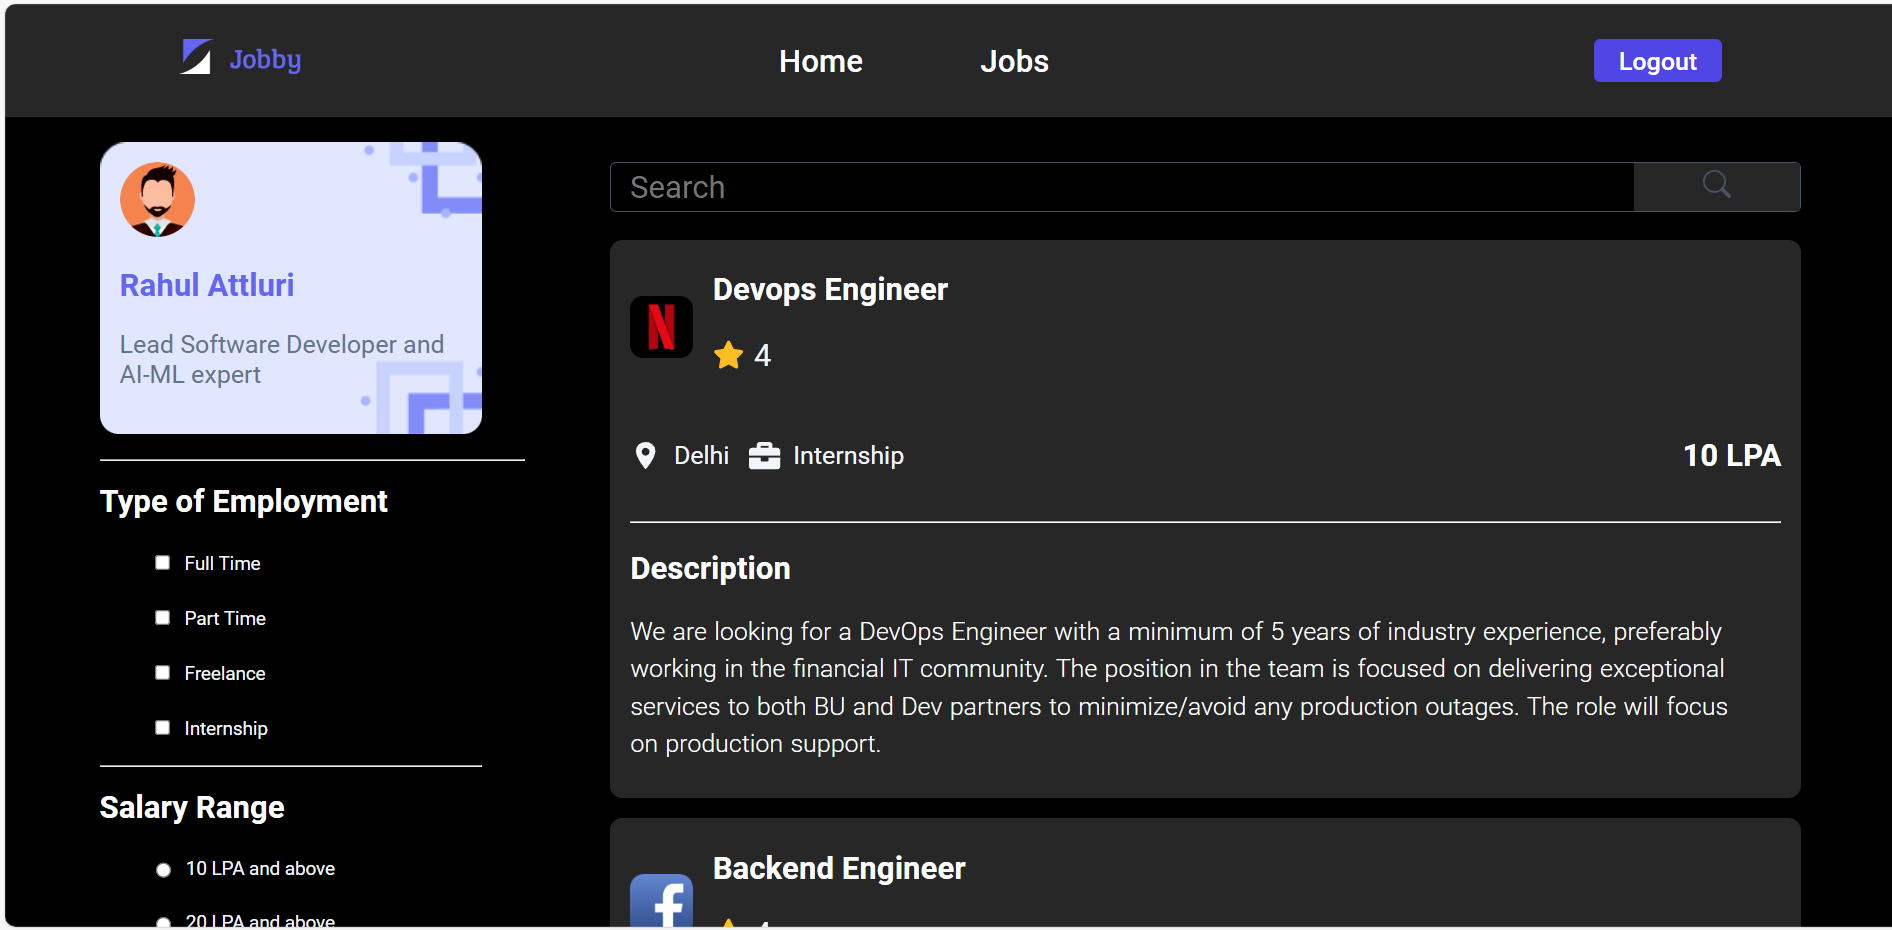 Jobby
Home
Jobs
Logout
Rahul Attluri
Lead Software Developer and
AI-ML expert
Type of Employment
Full Time
Part Time
Freelance
Internship
Salary Range
10 LPA and above
20 LPA and above
Search
N
Devops Engineer
4
Delhi
Internship
10 LPA
Description
We are looking for a DevOps Engineer with a minimum of 5 years of industry experience, preferably
working in the financial IT community. The position in the team is focused on delivering exceptional
services to both BU and Dev partners to minimize/avoid any production outages. The role will focus
on production support.
f
Backend Engineer
4